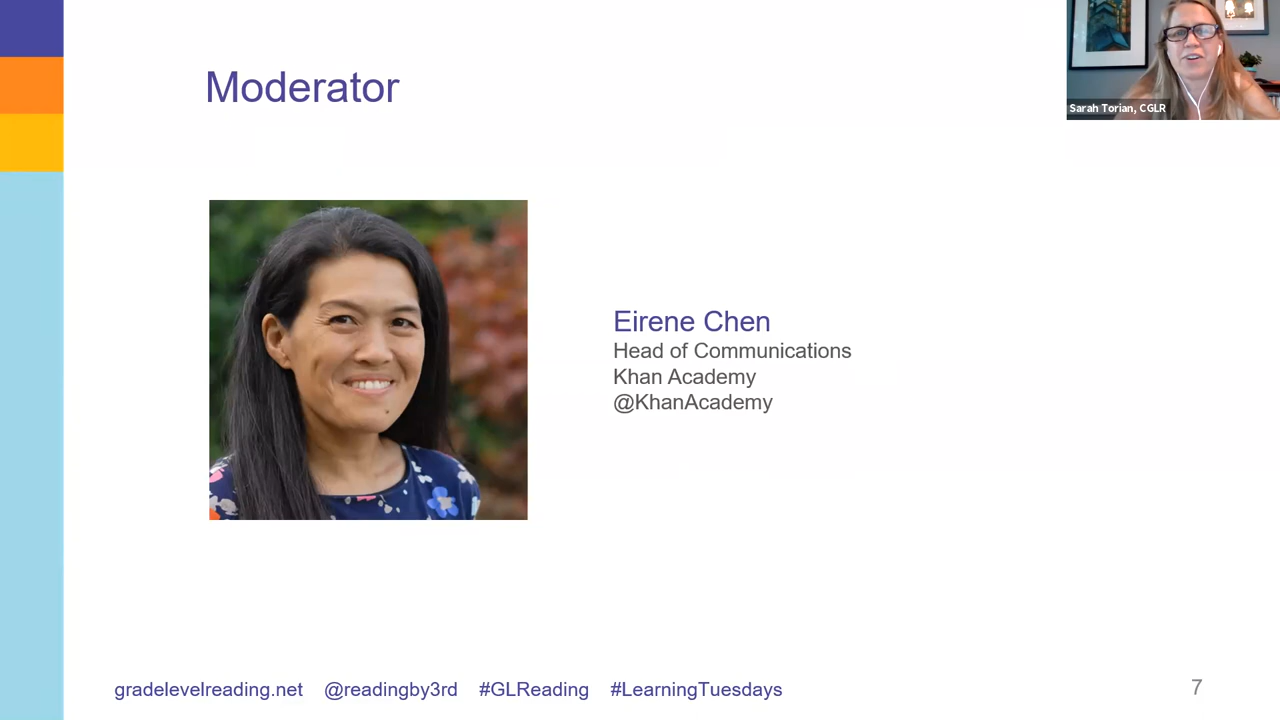 Moderator
Sarah Torian, CGLR
Eirene Chen
Head of Communications
Khan Academy
@KhanAcademy
gradelevelreading.net @readingby3rd #GLReading #LearningTuesdays
7